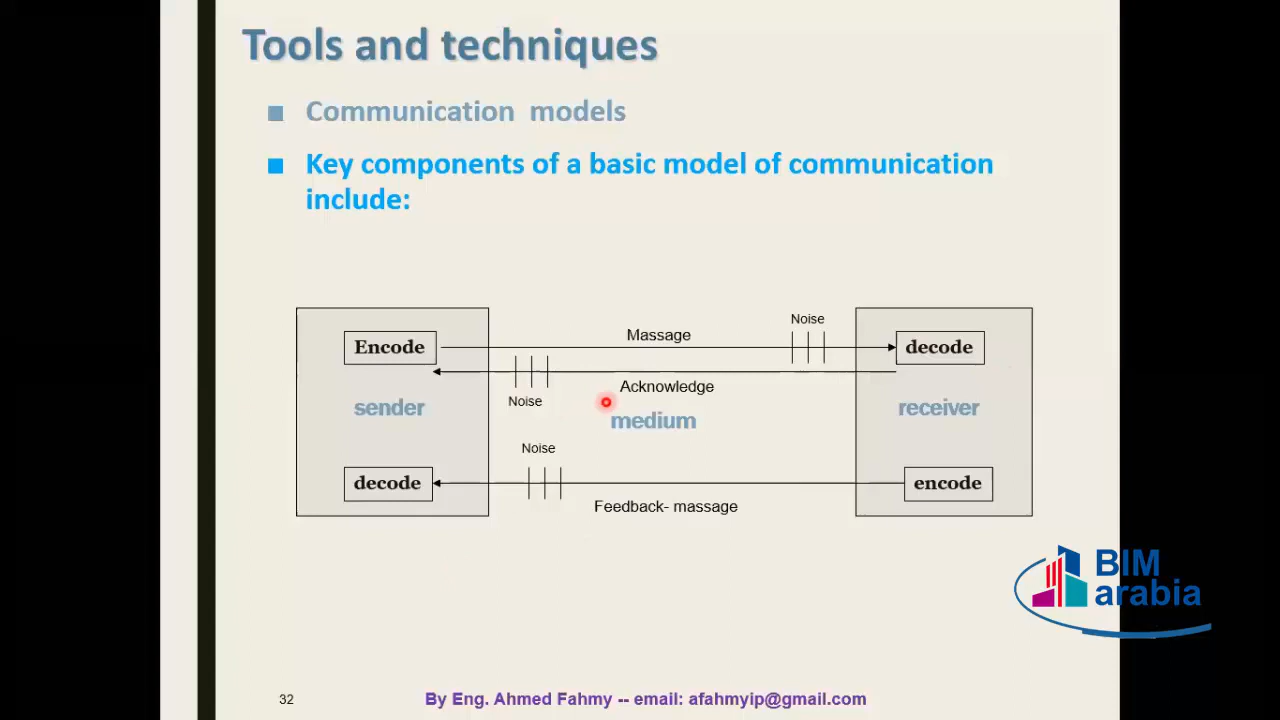 Tools and techniques
Communication models
Key components of a basic model of communication
include:
Noise
Massage
Encode
decode
Acknowledge
Noise
sender
medium
receiver
Noise
decode
encode
Feedback- massage
BIM
arabia
32
By Eng. Ahmed Fahmy -- email: afahmyip@gmail.com